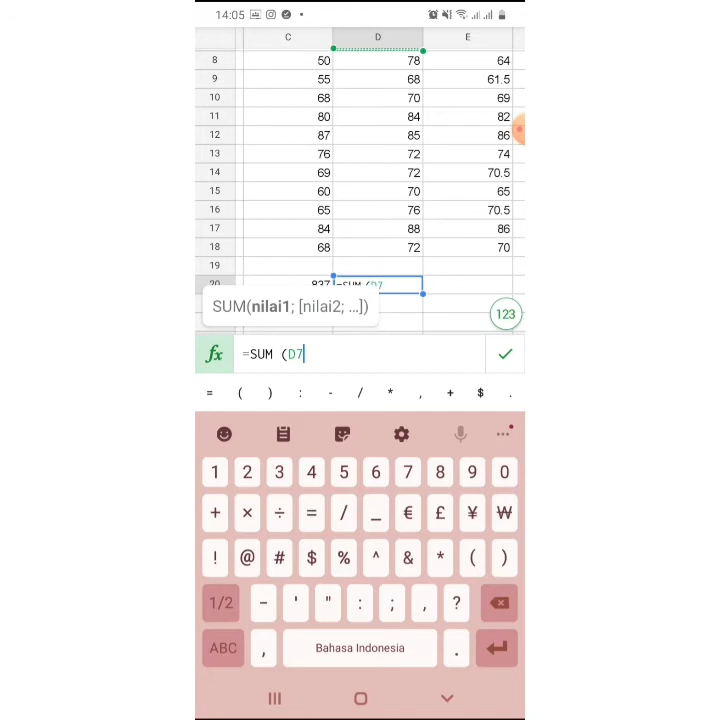 14:05
C D E
8 50 78 64
9 55 68 61.5
10 68 70 69
11 80 84 82
12 87 85 86
13 76 72 74
14 69 72 70.5
15 60 70 65
16 65 76 70.5
17 84 88 86
18 68 72 70
19
20 837 =SUM (D7
SUM(nilai1; [nilai2; ...])
123
fx =SUM (D7
= ( ) : - / * , + $ .
1 2 3 4 5 6 7 8 9 0
+ × ÷ = / _ € £ ¥ ₩
! @ # $ % ^ & * ( )
1/2 - ' " : ; , ?
ABC , Bahasa Indonesia .